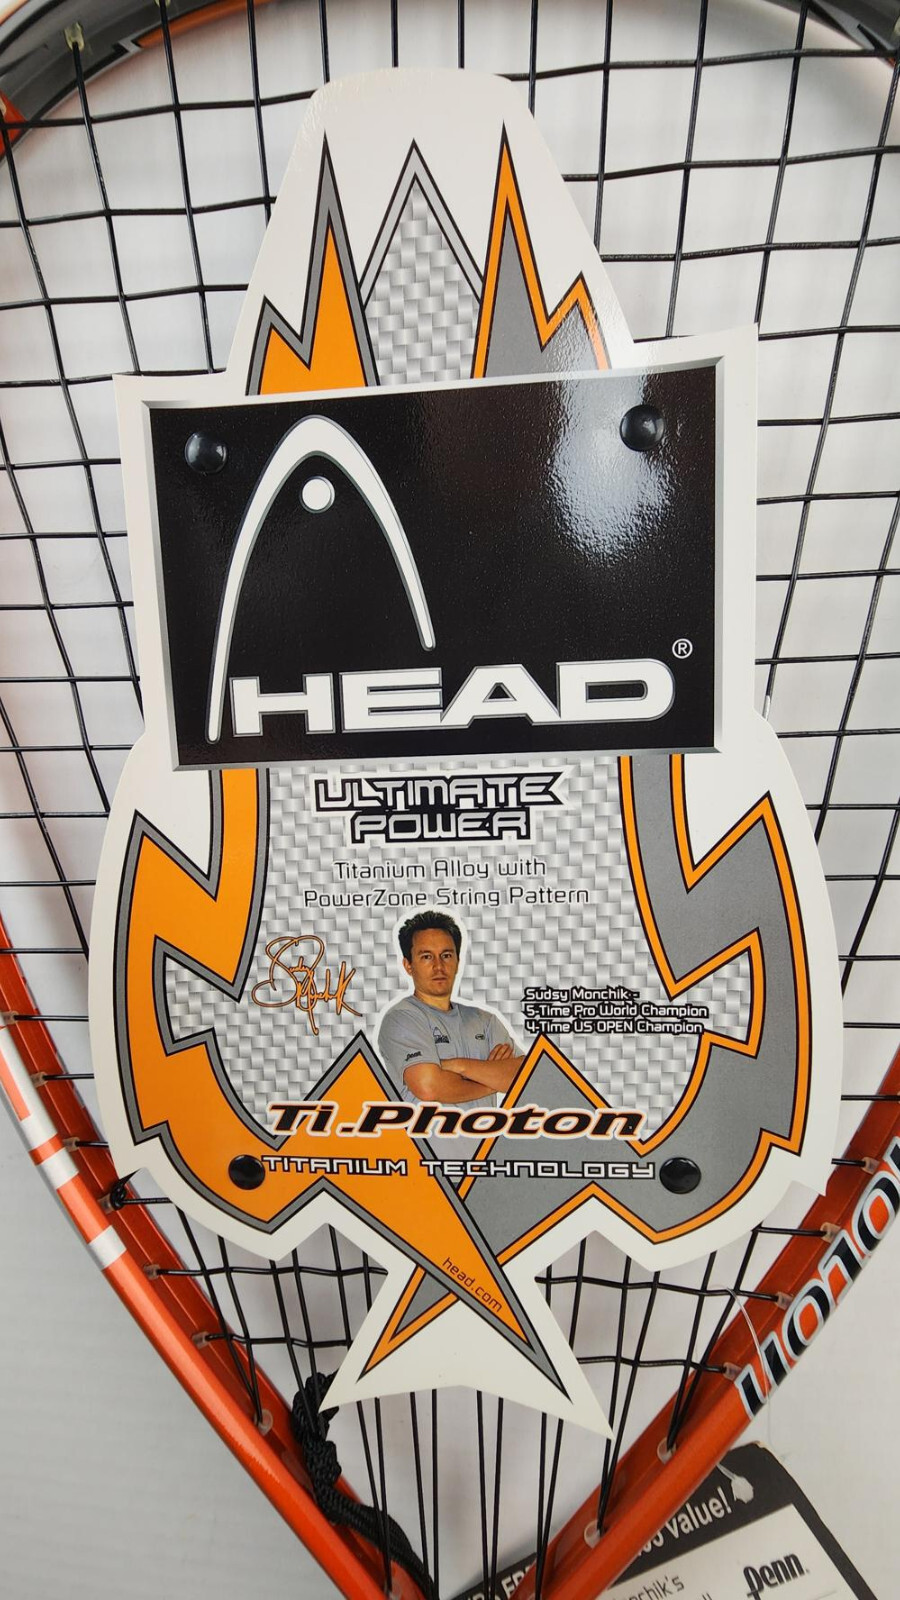 HEAD®
ULTIMATE
POWER
Titanium Alloy with
PowerZone String Pattern
Sudsy Monchik -
5-Time Pro World Champion
4-Time US OPEN Champion
Ti.Photon
TITANIUM TECHNOLOGY
head.com
value!
Penn